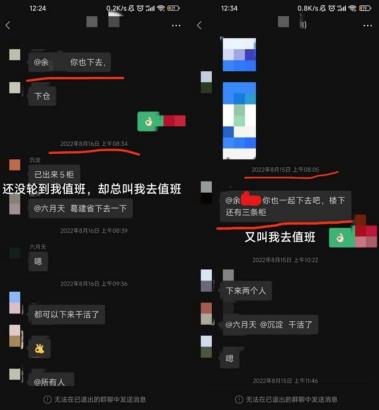 12:24
0.2K/s
@余 你也下去,
下仓
2022年8月16日 上午08:34
沉淀
已出来5柜
还没轮到我值班，却总叫我去值班
@六月天 葛建省下去一下
2022年8月16日 上午08:39
六月天
嗯
2022年8月16日 上午09:36
都可以下来干活了
@所有人
无法在已退出的群聊中发送消息
12:34
0.8K/s
2022年8月15日 上午08:05
@余 你也一起下去吧，楼下
还有三条柜
又叫我去值班
2022年8月15日 上午10:22
下来两个人
@六月天 @沉淀 干活了
嗯
2022年8月15日 上午11:46
无法在已退出的群聊中发送消息